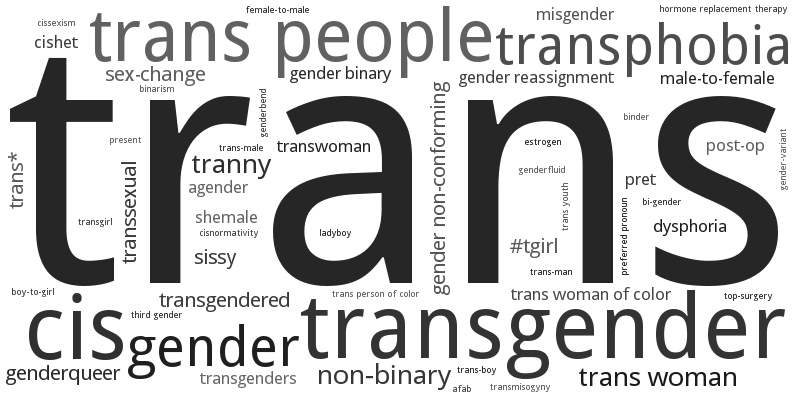 cissexism
female-to-male
hormone replacement therapy
misgender
cishet
trans people
transphobia
sex-change
gender binary
gender reassignment
male-to-female
binarism
trans
genderbend
gender non-conforming
binder
present
trans-male
transwoman
estrogen
post-op
gender-variant
trans*
transsexual
tranny
agender
genderfluid
pret
trans youth
bi-gender
preferred pronoun
shemale
transgirl
cisnormativity
ladyboy
dysphoria
sissy
#tgirl
trans-man
boy-to-girl
transgendered
trans person of color
trans woman of color
top-surgery
cis
third gender
gender
transgender
genderqueer
transgenders
non-binary
trans-boy
afab
transmisogyny
trans woman